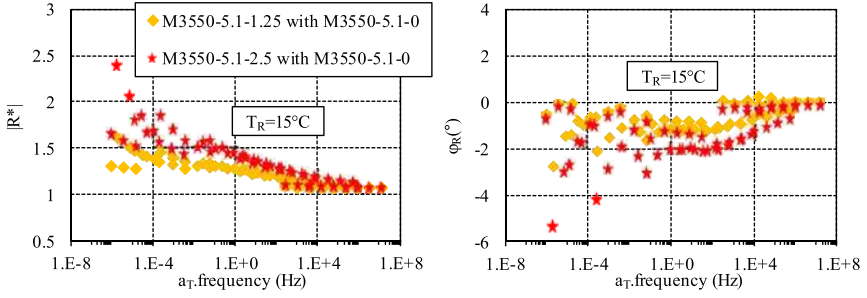 M3550-5.1-1.25 with M3550-5.1-0
M3550-5.1-2.5 with M3550-5.1-0
3
2.5
2
1.5
1
0.5
|R*|
T_R=15°C
1.E-8 1.E-4 1.E+0 1.E+4 1.E+8
a_T.frequency (Hz)
4
2
0
-2
-4
-6
φ_R(°)
T_R=15°C
1.E-8 1.E-4 1.E+0 1.E+4 1.E+8
a_T.frequency (Hz)